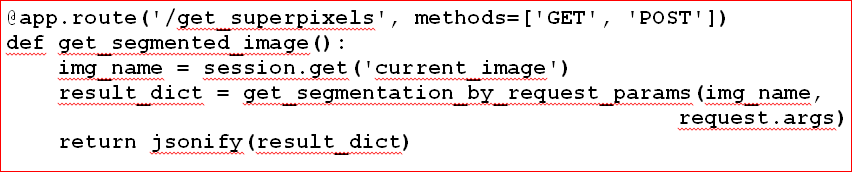 @app.route('/get_superpixels', methods=['GET', 'POST'])
def get_segmented_image():
    img_name = session.get('current_image')
    result_dict = get_segmentation_by_request_params(img_name,
                                                     request.args)
    return jsonify(result_dict)